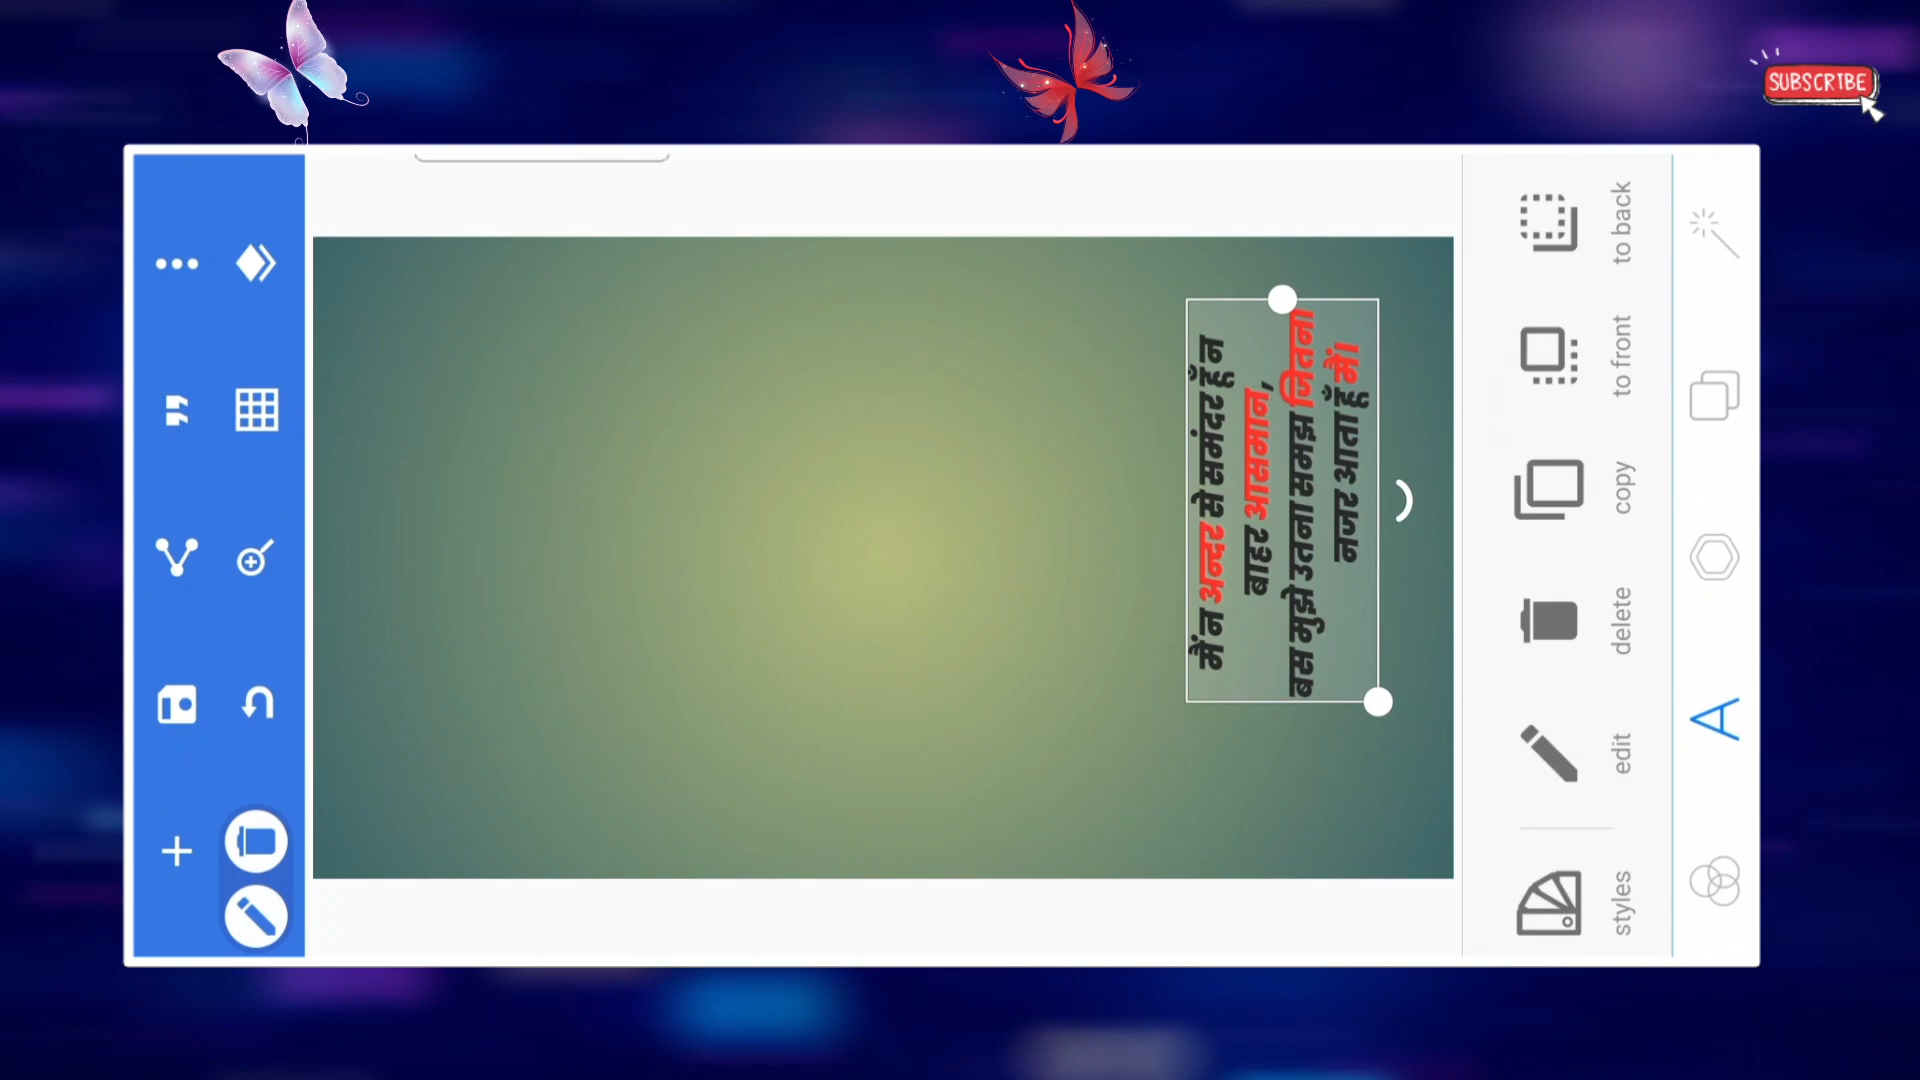 SUBSCRIBE
मैं न अन्दर से समंदर हूँ न
बाहर आसमान,
बस मुझे उतना समझ जितना
नजर आता हूँ मैं।
styles
edit
delete
copy
to front
to back